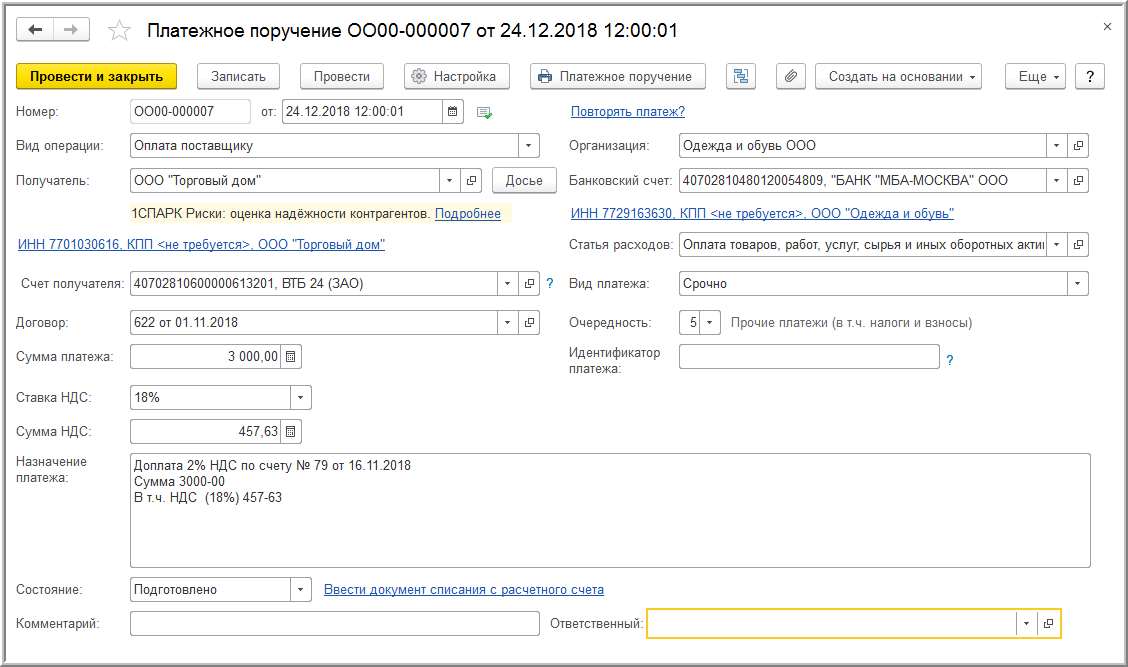 Платежное поручение ОО00-000007 от 24.12.2018 12:00:01
Провести и закрыть Записать Провести Настройка Платежное поручение Создать на основании Еще ?
Номер: ОО00-000007 от: 24.12.2018 12:00:01 Повторять платеж?
Вид операции: Оплата поставщику Организация: Одежда и обувь ООО
Получатель: ООО "Торговый дом" Досье Банковский счет: 40702810480120054809, "БАНК "МБА-МОСКВА" ООО
1СПАРК Риски: оценка надёжности контрагентов. Подробнее ИНН 7729163630, КПП <не требуется>, ООО "Одежда и обувь"
ИНН 7701030616, КПП <не требуется>, ООО "Торговый дом" Статья расходов: Оплата товаров, работ, услуг, сырья и иных оборотных акти
Счет получателя: 40702810600000613201, ВТБ 24 (ЗАО) ? Вид платежа: Срочно
Договор: 622 от 01.11.2018 Очередность: 5 Прочие платежи (в т.ч. налоги и взносы)
Сумма платежа: 3 000,00 Идентификатор
платежа: ?
Ставка НДС: 18%
Сумма НДС: 457,63
Назначение
платежа:
Доплата 2% НДС по счету № 79 от 16.11.2018
Сумма 3000-00
В т.ч. НДС (18%) 457-63
Состояние: Подготовлено Ввести документ списания с расчетного счета
Комментарий: Ответственный: